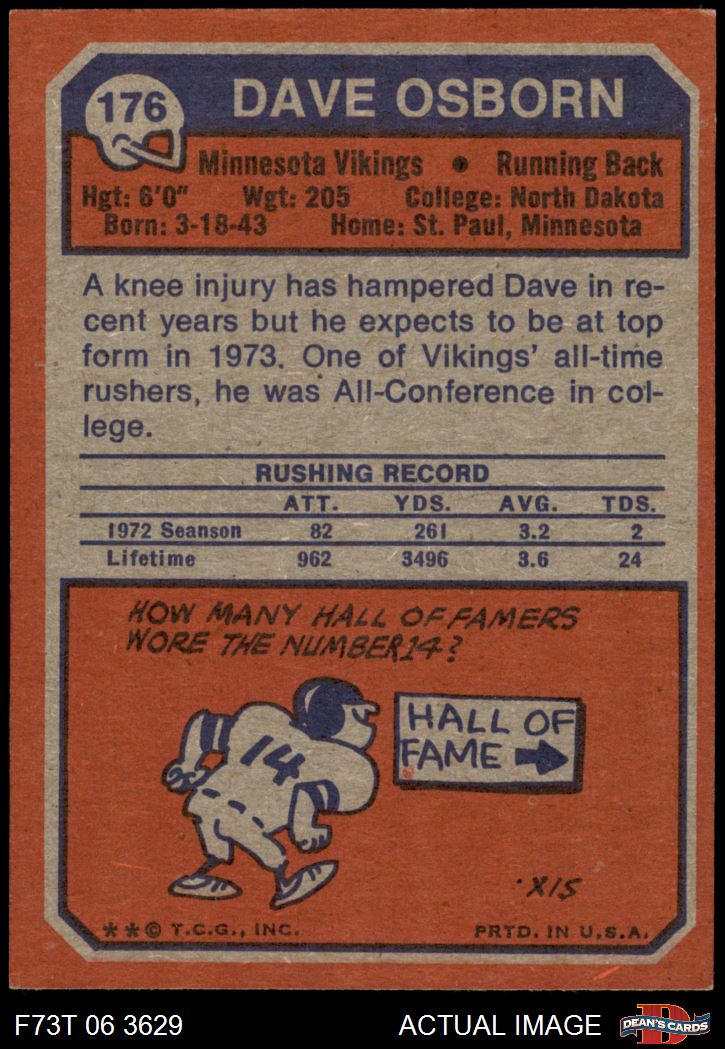 176
DAVE OSBORN
Minnesota Vikings • Running Back
Hgt: 6'0" Wgt: 205 College: North Dakota
Born: 3-18-43 Home: St. Paul, Minnesota
A knee injury has hampered Dave in re-
cent years but he expects to be at top
form in 1973. One of Vikings' all-time
rushers, he was All-Conference in col-
lege.
RUSHING RECORD
ATT. YDS. AVG. TDS.
1972 Seanson 82 261 3.2 2
Lifetime 962 3496 3.6 24
HOW MANY HALL OF FAMERS
WORE THE NUMBER 14?
14
HALL OF
FAME
XIS
**© T.C.G., INC. PRTD. IN U.S.A.
F73T 06 3629 ACTUAL IMAGE
D
DEAN'S CARDS